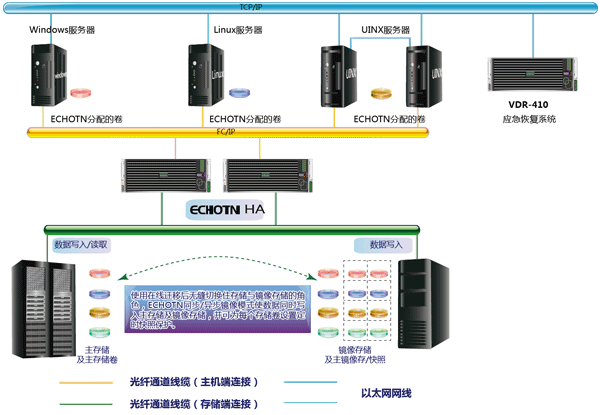 TCP/IP
Windows服务器
Linux服务器
UINX服务器
windows
Linux
UINX
UINX
VDR-410
应急恢复系统
ECHOTN分配的卷
ECHOTN分配的卷
ECHOTN分配的卷
FC/IP
ECHOTN HA
数据写入/读取
数据写入
使用在线迁移后无缝切换住存储与镜像存储的角
色，ECHOTN同步/异步镜像模式使数据同时写
入主存储及镜像存储，并可为每个存储卷设置定
时快照保护。
主存储
及主存储卷
镜像存储
及主镜像存/快照
光纤通道线缆（主机端连接）
以太网网线
光纤通道线缆（存储端连接）